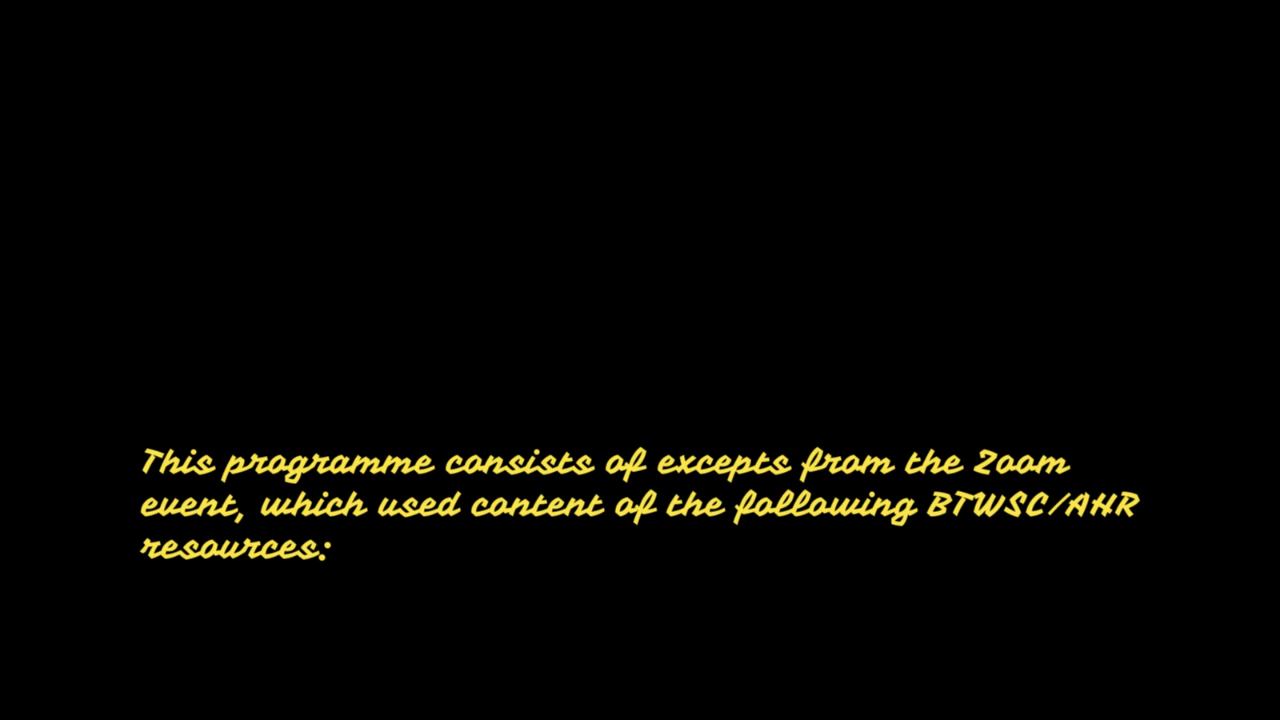 This programme consists of excepts from the Zoom
event, which used content of the following BTWSC/AHR
resources: